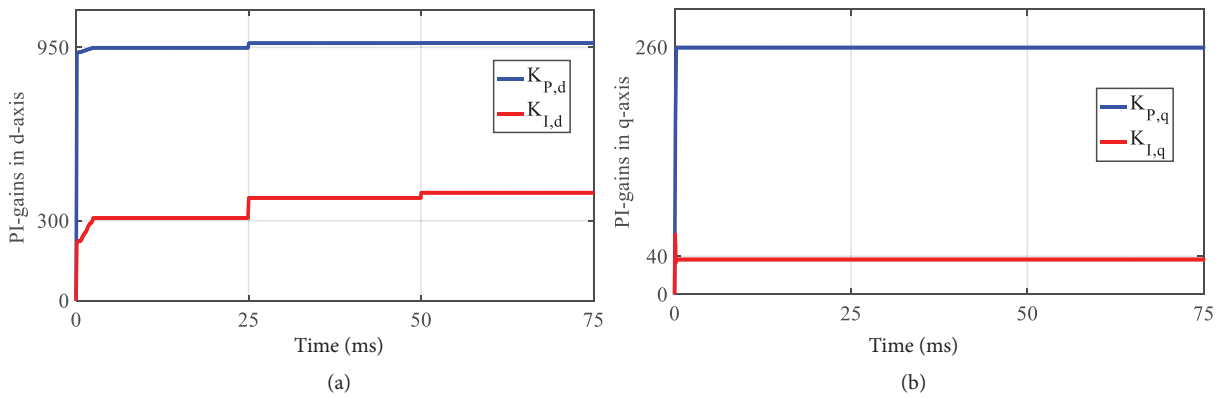 PI-gains in d-axis
950
300
0
K_P,d
K_I,d
0 25 50 75
Time (ms)
(a)
PI-gains in q-axis
260
40
0
K_P,q
K_I,q
0 25 50 75
Time (ms)
(b)